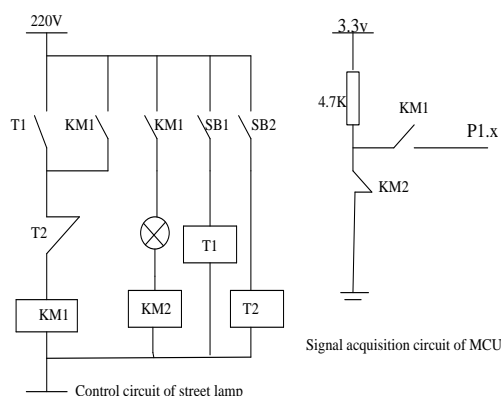 220V
T1
KM1
KM1
SB1
SB2
T2
T1
KM1
KM2
T2
Control circuit of street lamp
3.3v
4.7K
KM1
P1.x
KM2
Signal acquisition circuit of MCU